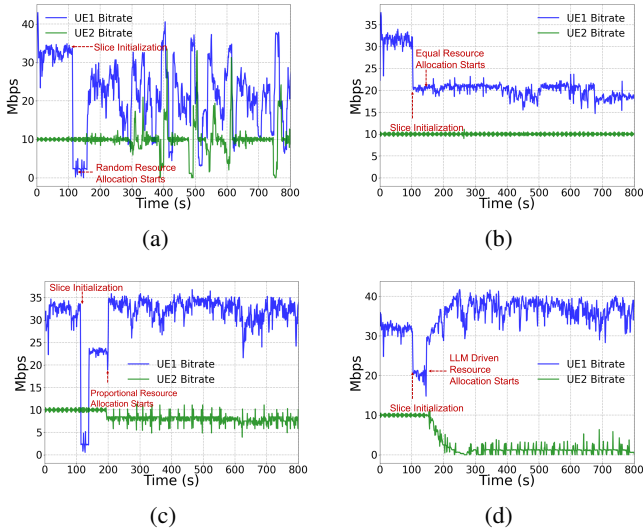 UE1 Bitrate
UE2 Bitrate
Slice Initialization
Random Resource
Allocation Starts
Mbps
40
30
20
10
0
0 100 200 300 400 500 600 700 800
Time (s)
(a)
UE1 Bitrate
UE2 Bitrate
Equal Resource
Allocation Starts
Slice Initialization
Mbps
35
30
25
20
15
10
5
0
0 100 200 300 400 500 600 700 800
Time (s)
(b)
Slice Initialization
UE1 Bitrate
UE2 Bitrate
Proportional Resource
Allocation Starts
Mbps
35
30
25
20
15
10
5
0
0 100 200 300 400 500 600 700 800
Time (s)
(c)
LLM Driven
Resource
Allocation Starts
UE1 Bitrate
UE2 Bitrate
Slice Initialization
Mbps
40
30
20
10
0
0 100 200 300 400 500 600 700 800
Time (s)
(d)